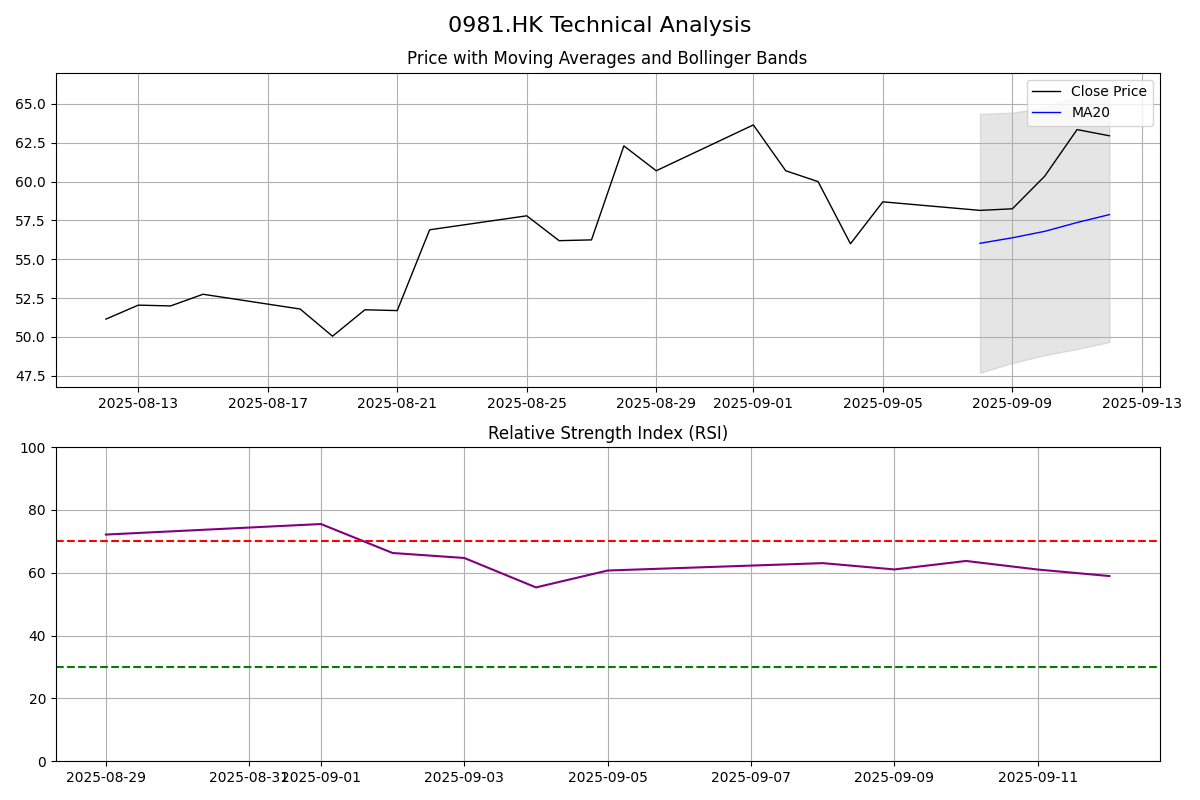 0981.HK Technical Analysis
Price with Moving Averages and Bollinger Bands
Close Price
MA20
65.0
62.5
60.0
57.5
55.0
52.5
50.0
47.5
2025-08-13 2025-08-17 2025-08-21 2025-08-25 2025-08-29 2025-09-01 2025-09-05 2025-09-09 2025-09-13
Relative Strength Index (RSI)
100
80
60
40
20
0
2025-08-29 2025-08-31 2025-09-01 2025-09-03 2025-09-05 2025-09-07 2025-09-09 2025-09-11